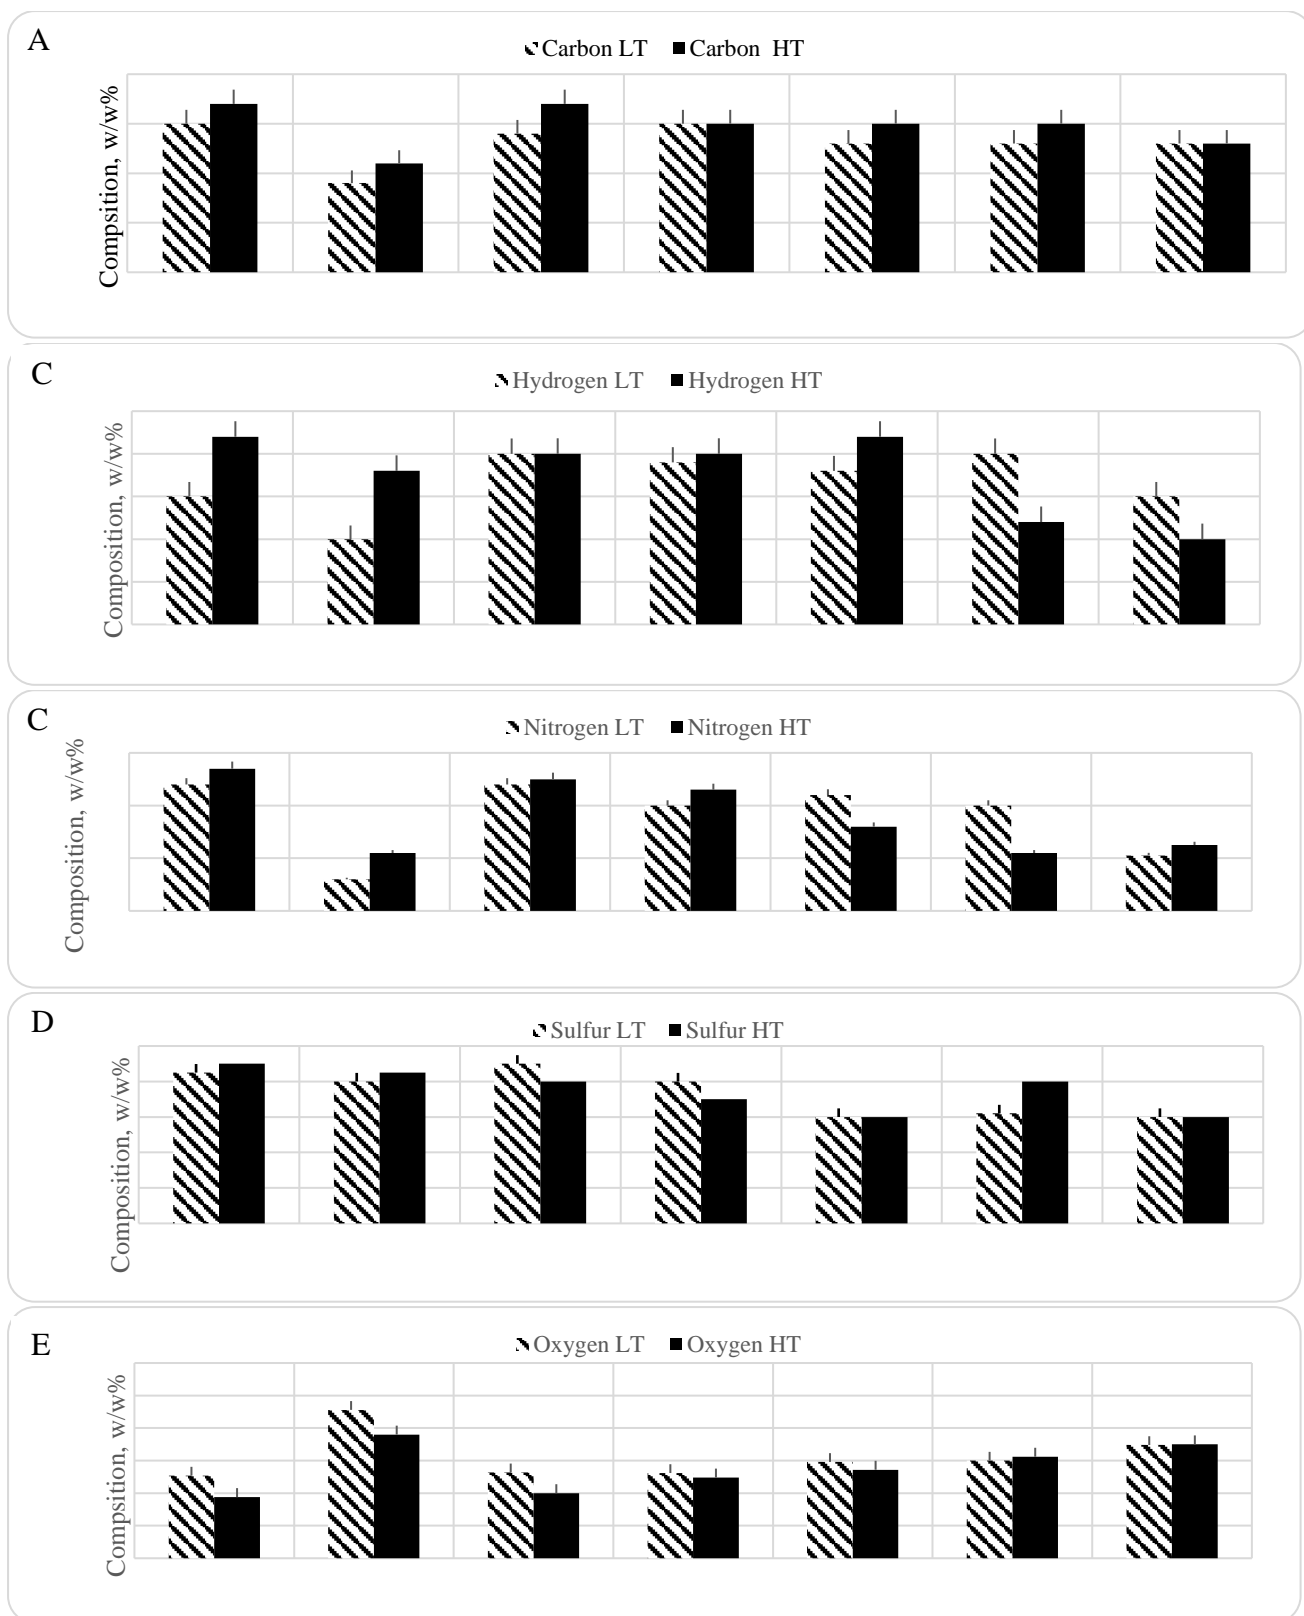 A
Carbon LT Carbon HT
Compsition, w/w%
C
Hydrogen LT Hydrogen HT
Composition, w/w%
C
Nitrogen LT Nitrogen HT
Composition, w/w%
D
Sulfur LT Sulfur HT
Composition, w/w%
E
Oxygen LT Oxygen HT
Compsition, w/w%